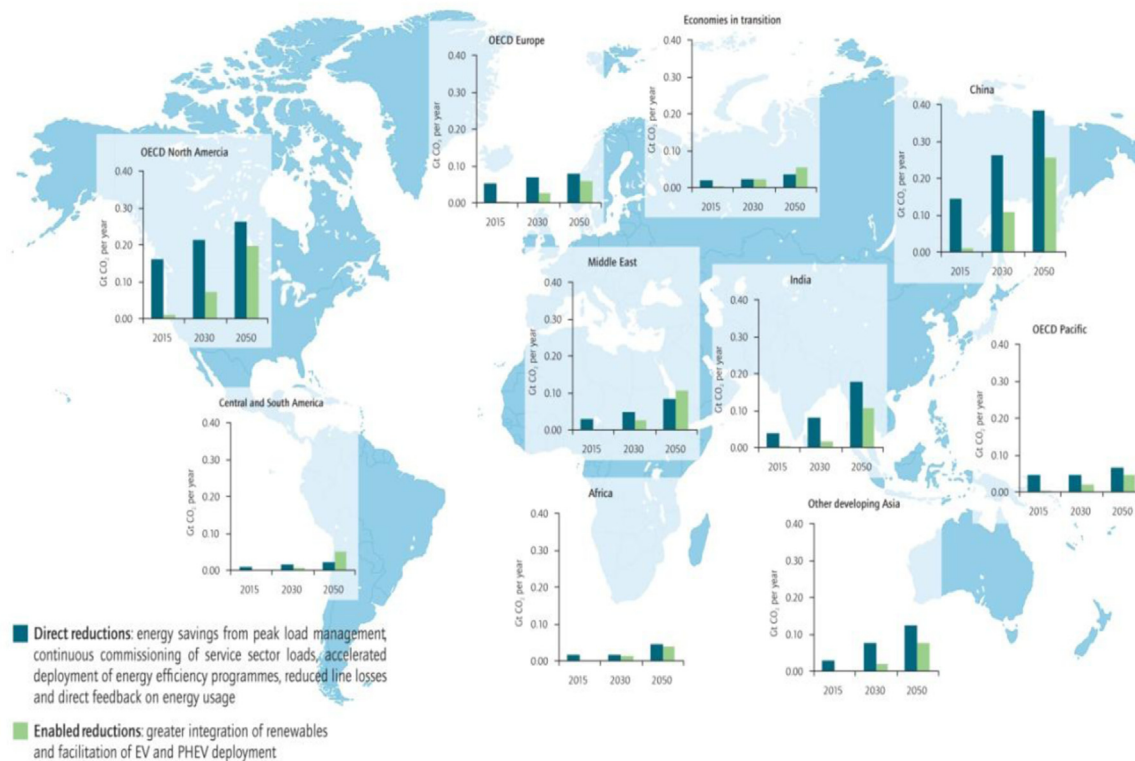 Economies in transition
0.40
0.30
0.20
0.10
0.00
Gt CO₂ per year
2015 2030 2050
OECD Europe
0.40
0.30
0.20
0.10
0.00
Gt CO₂ per year
2015 2030 2050
China
0.40
0.30
0.20
0.10
0.00
Gt CO₂ per year
2015 2030 2050
OECD North Amercia
0.40
0.30
0.20
0.10
0.00
Gt CO₂ per year
2015 2030 2050
Middle East
0.40
0.30
0.20
0.10
0.00
Gt CO₂ per year
2015 2030 2050
India
0.40
0.30
0.20
0.10
0.00
Gt CO₂ per year
2015 2030 2050
OECD Pacific
0.40
0.30
0.20
0.10
0.00
Gt CO₂ per year
2015 2030 2050
Central and South America
0.40
0.30
0.20
0.10
0.00
Gt CO₂ per year
2015 2030 2050
Africa
0.40
0.30
0.20
0.10
0.00
Gt CO₂ per year
2015 2030 2050
Other developing Asia
0.40
0.30
0.20
0.10
0.00
Gt CO₂ per year
2015 2030 2050
Direct reductions: energy savings from peak load management,
continuous commissioning of service sector loads, accelerated
deployment of energy efficiency programmes, reduced line losses
and direct feedback on energy usage
Enabled reductions: greater integration of renewables
and facilitation of EV and PHEV deployment